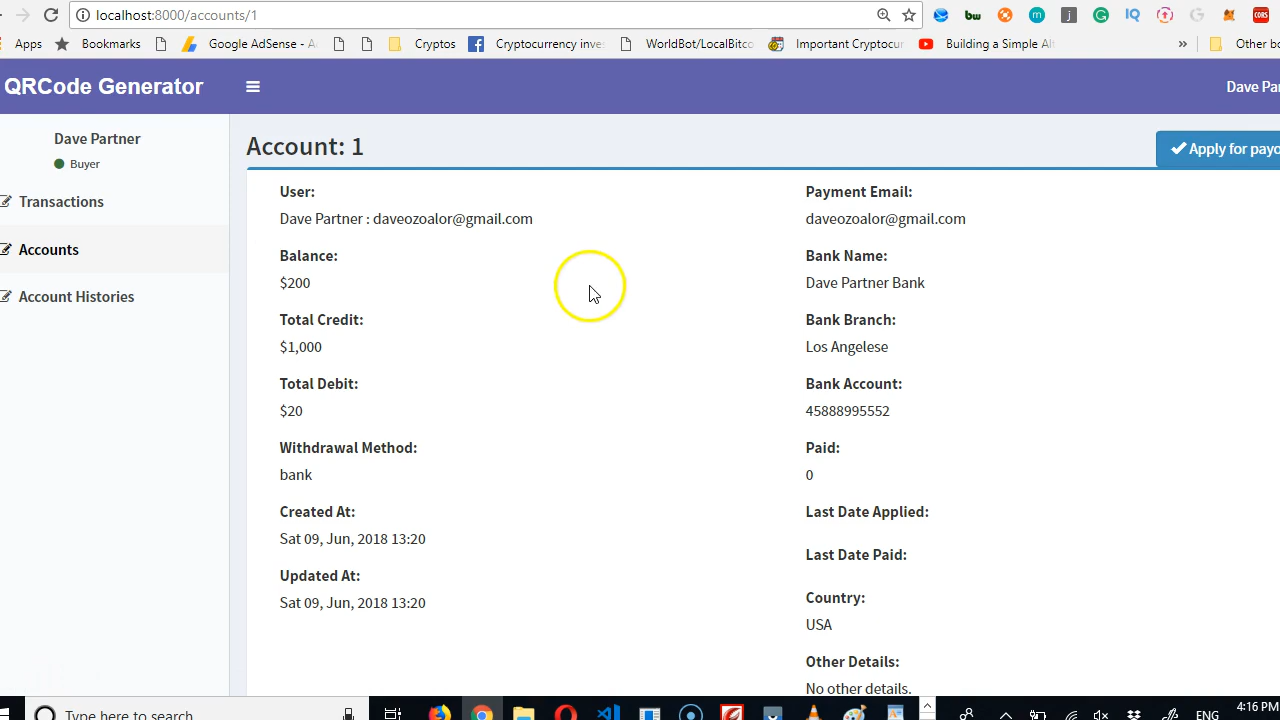 localhost:8000/accounts/1
bw
j
G
IQ
G
CORS
Apps
Bookmarks
Google AdSense - A
Cryptos
Cryptocurrency inve
WorldBot/LocalBitco
Important Cryptocur
Building a Simple Alt
»
Other bo
QRCode Generator
Dave Par
Dave Partner
Buyer
Transactions
Accounts
Account Histories
Account: 1
Apply for payo
User:
Dave Partner : daveozoalor@gmail.com
Balance:
$200
Total Credit:
$1,000
Total Debit:
$20
Withdrawal Method:
bank
Created At:
Sat 09, Jun, 2018 13:20
Updated At:
Sat 09, Jun, 2018 13:20
Payment Email:
daveozoalor@gmail.com
Bank Name:
Dave Partner Bank
Bank Branch:
Los Angelese
Bank Account:
45888995552
Paid:
0
Last Date Applied:
Last Date Paid:
Country:
USA
Other Details:
No other details.
Type here to search
ENG
4:16 PM